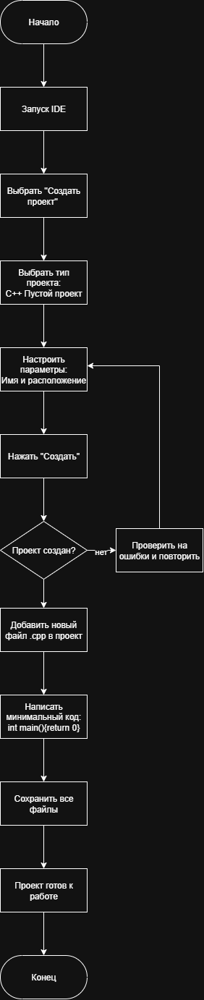 Начало
Запуск IDE
Выбрать "Создать
проект"
Выбрать тип
проекта:
C++ Пустой проект
Настроить
параметры:
Имя и расположение
Нажать "Создать"
Проект создан?
нет
Проверить на
ошибки и повторить
Добавить новый
файл .cpp в проект
Написать
минимальный код:
int main(){return 0}
Сохранить все
файлы
Проект готов к
работе
Конец